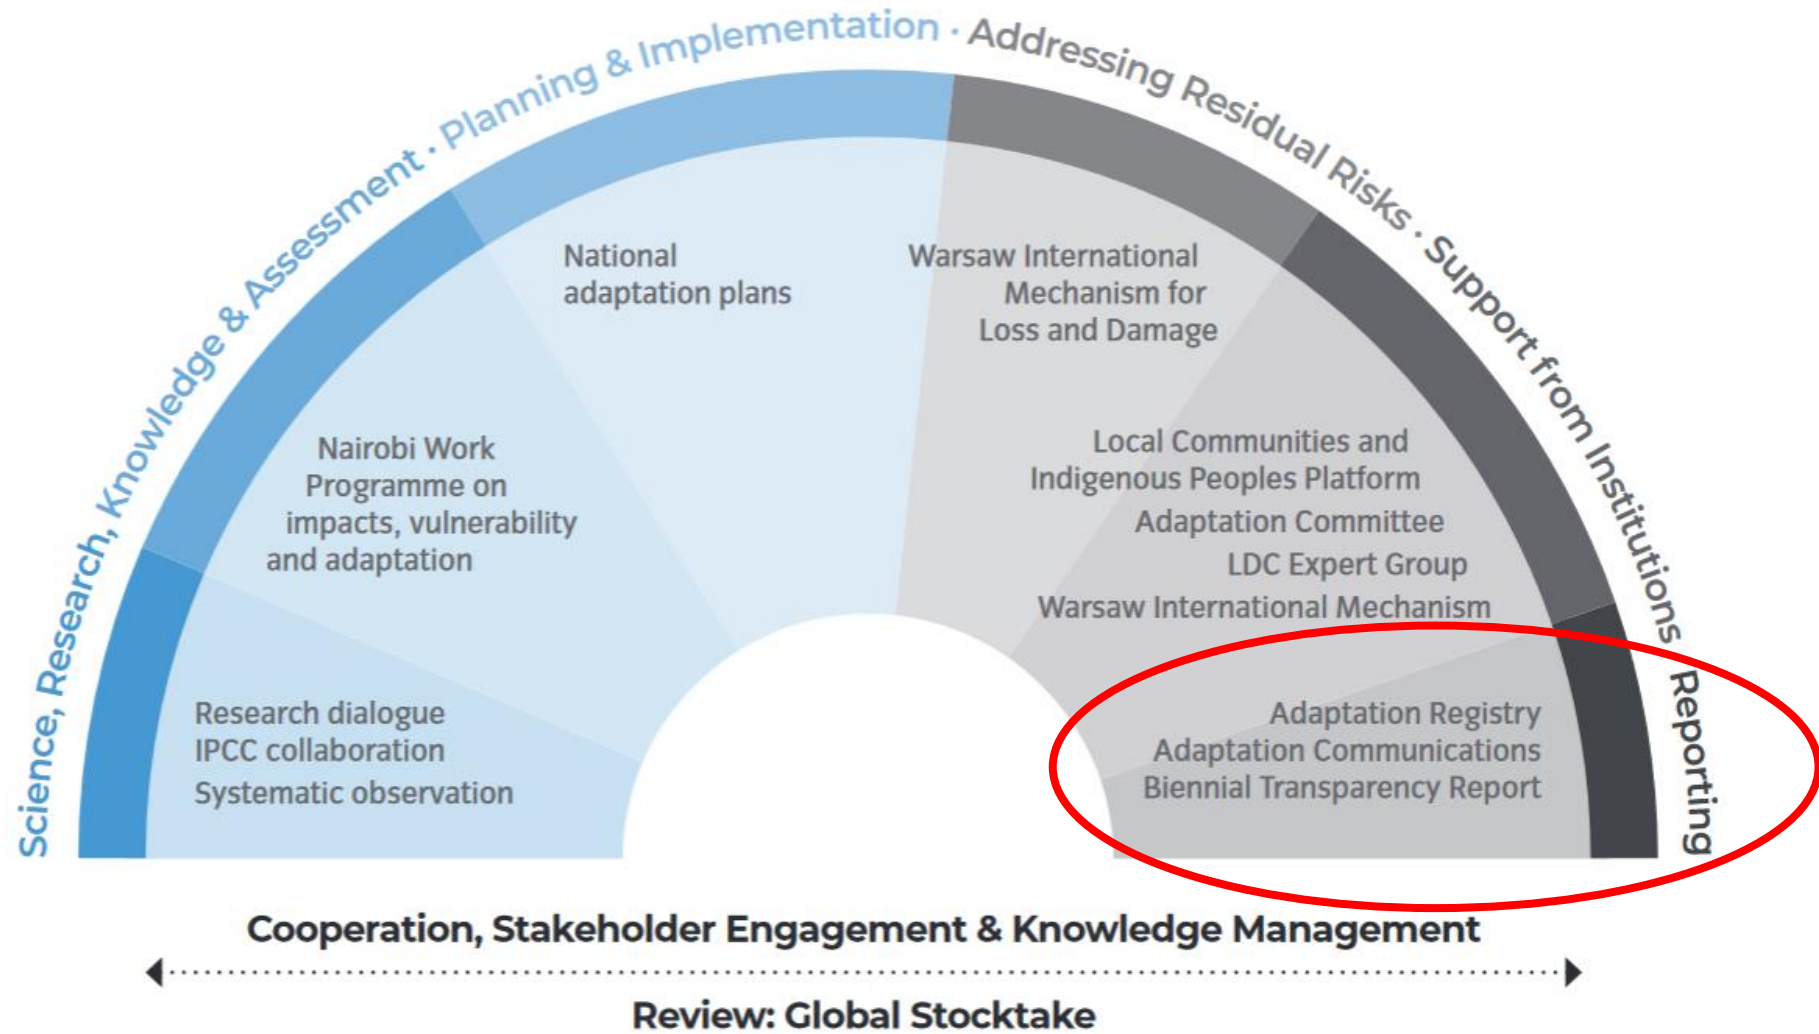 Science, Research, Knowledge & Assessment · Planning & Implementation · Addressing Residual Risks · Support from Institutions Reporting
National
adaptation plans
Warsaw International
Mechanism for
Loss and Damage
Nairobi Work
Programme on
impacts, vulnerability
and adaptation
Local Communities and
Indigenous Peoples Platform
Adaptation Committee
LDC Expert Group
Warsaw International Mechanism
Research dialogue
IPCC collaboration
Systematic observation
Adaptation Registry
Adaptation Communications
Biennial Transparency Report
Cooperation, Stakeholder Engagement & Knowledge Management
Review: Global Stocktake